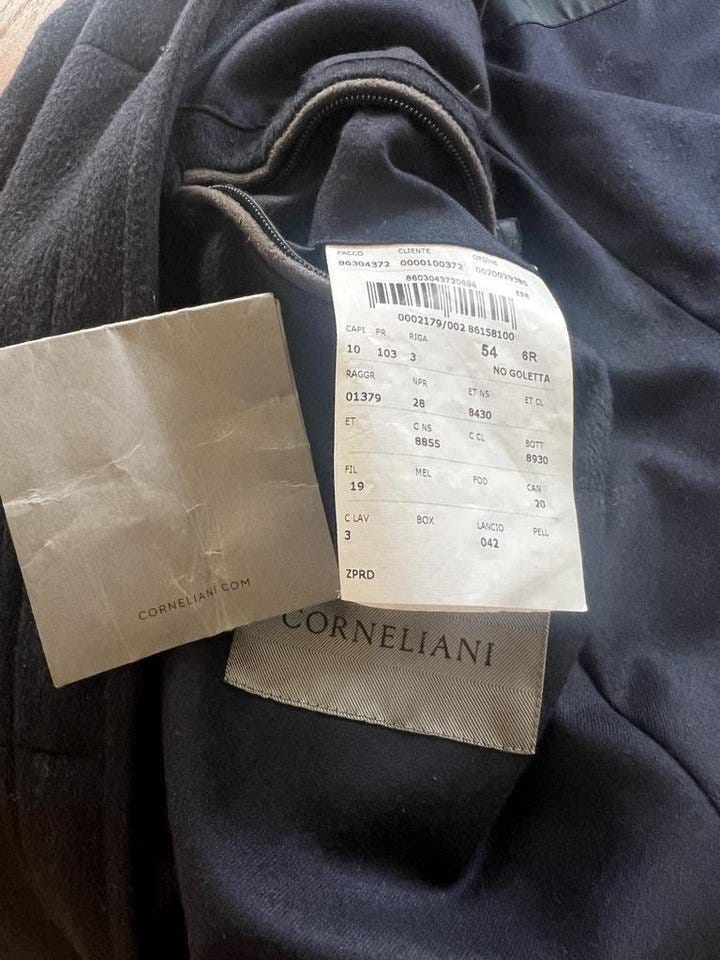 PACCO CLIENTE ORDINE
86304372 0000100372 0020029385
8603043720694 EER
0002179/002 86158100
CAPI PR RIGA 54 6R
10 103 3
NO GOLETTA
RAGGR NPR ET NS ET CL
01379 28 8430
ET C NS C CL BOTT
8855 8930
FIL MEL FOD CAN
19 20
C LAV BOX LANCIO PELL
3 042
ZPRD
CORNELIANI.COM
CORNELIANI